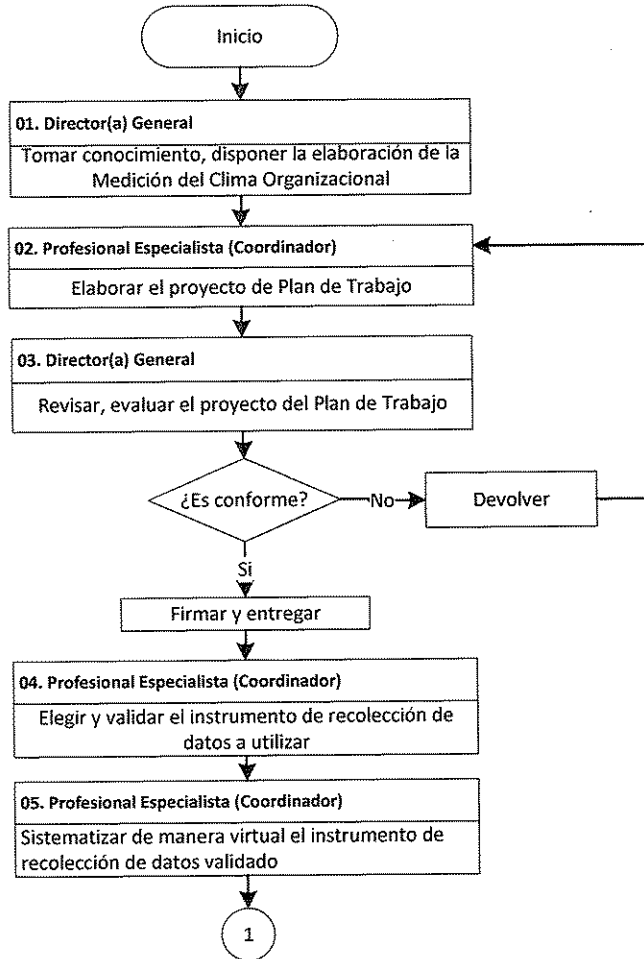 Inicio
01. Director(a) General
Tomar conocimiento, disponer la elaboración de la
Medición del Clima Organizacional
02. Profesional Especialista (Coordinador)
Elaborar el proyecto de Plan de Trabajo
03. Director(a) General
Revisar, evaluar el proyecto del Plan de Trabajo
¿Es conforme?
No
Devolver
Si
Firmar y entregar
04. Profesional Especialista (Coordinador)
Elegir y validar el instrumento de recolección de
datos a utilizar
05. Profesional Especialista (Coordinador)
Sistematizar de manera virtual el instrumento de
recolección de datos validado
1